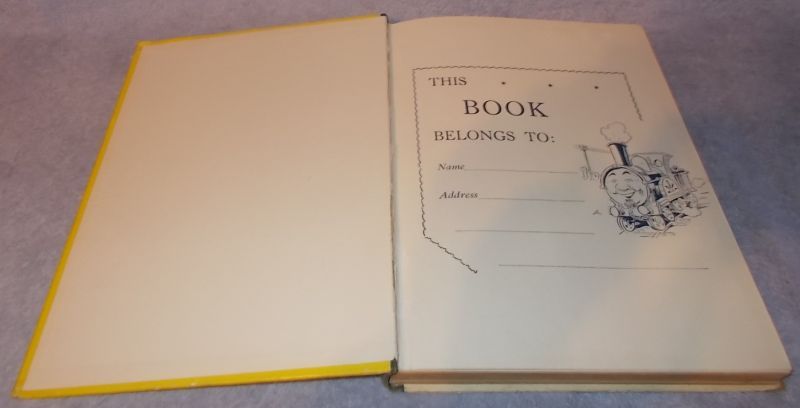 THIS
BOOK
BELONGS TO:
Name
Address